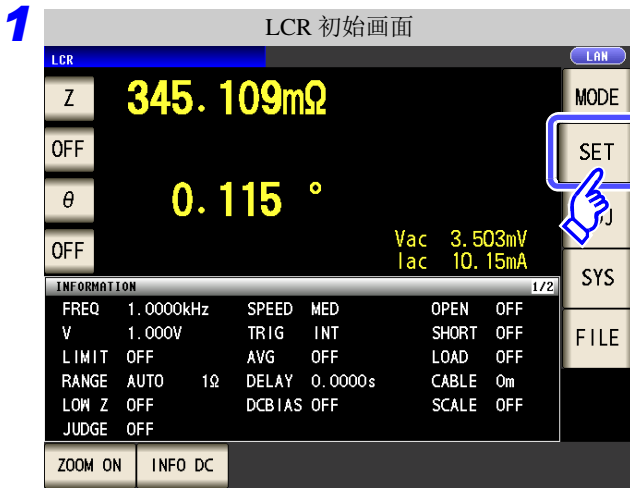 1
LCR 初始画面
LCR
LAN
Z 345.109mΩ
MODE
OFF
SET
θ 0.115 °
OFF
Vac 3.503mV
Iac 10.15mA
SYS
INFORMATION 1/2
FREQ 1.0000kHz SPEED MED OPEN OFF
V 1.000V TRIG INT SHORT OFF
FILE
LIMIT OFF AVG OFF LOAD OFF
RANGE AUTO 1Ω DELAY 0.0000s CABLE 0m
LOW Z OFF DCBIAS OFF SCALE OFF
JUDGE OFF
ZOOM ON INFO DC